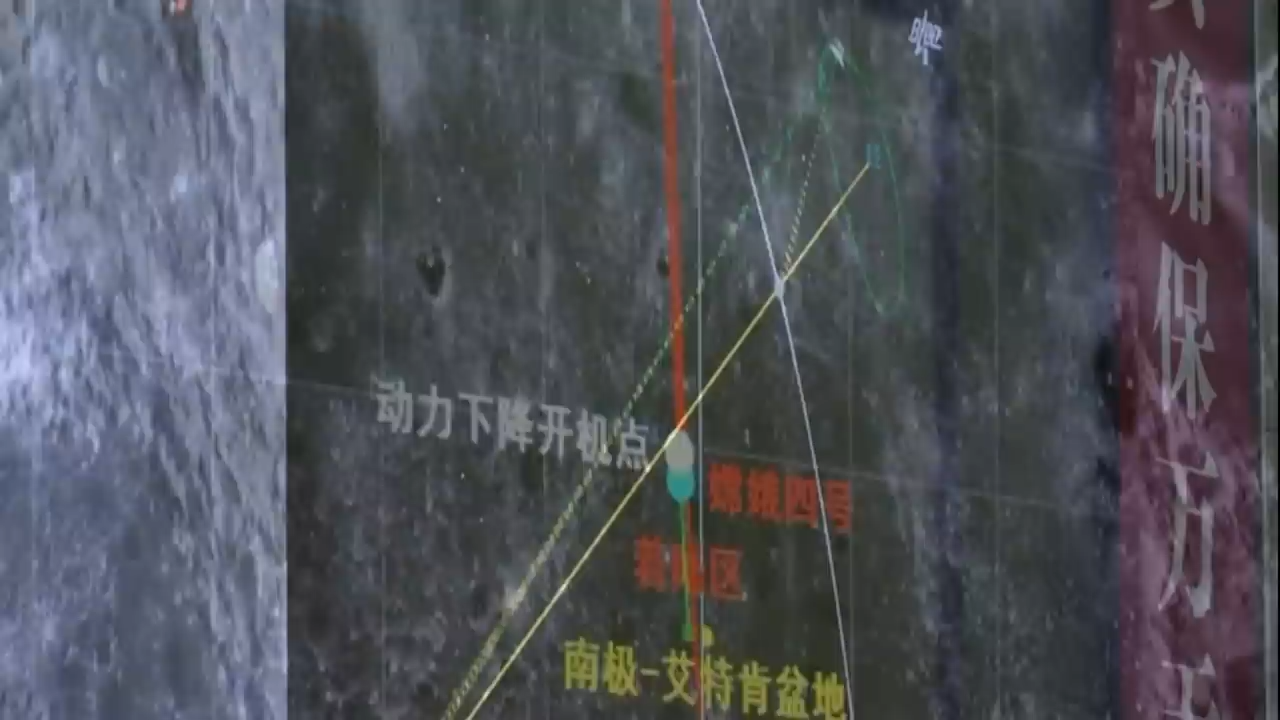 动力下降开机点
嫦娥四号
着陆区
南极-艾特肯盆地
确保万